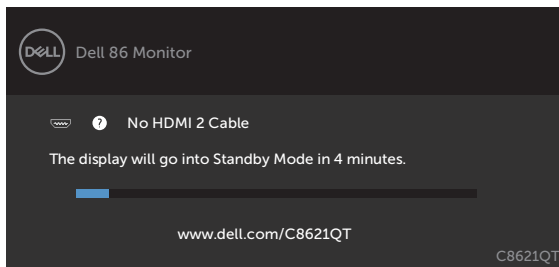 DELL
Dell 86 Monitor
? No HDMI 2 Cable
The display will go into Standby Mode in 4 minutes.
www.dell.com/C8621QT
C8621QT